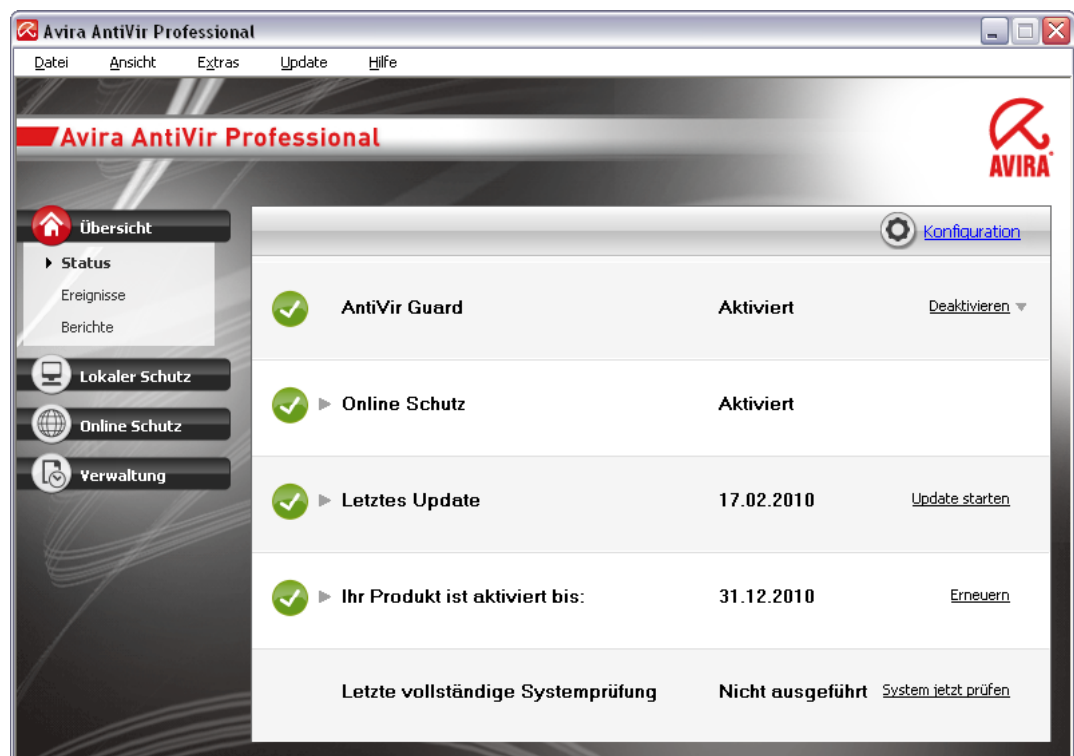 Avira AntiVir Professional
Datei Ansicht Extras Update Hilfe
Avira AntiVir Professional
AVIRA
Übersicht
Status
Ereignisse
Berichte
Lokaler Schutz
Online Schutz
Verwaltung
Konfiguration
AntiVir Guard Aktiviert Deaktivieren
Online Schutz Aktiviert
Letztes Update 17.02.2010 Update starten
Ihr Produkt ist aktiviert bis: 31.12.2010 Erneuern
Letzte vollständige Systemprüfung Nicht ausgeführt System jetzt prüfen